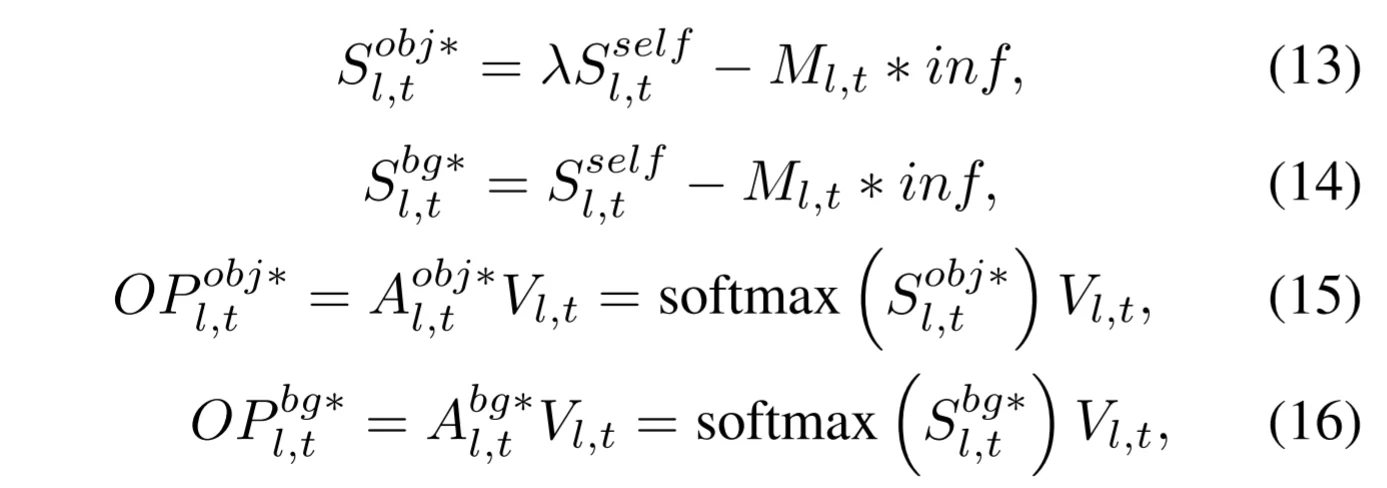 $S_{l,t}^{obj*} = \lambda S_{l,t}^{self} - M_{l,t} * inf,$ (13)
$S_{l,t}^{bg*} = S_{l,t}^{self} - M_{l,t} * inf,$ (14)
$OP_{l,t}^{obj*} = A_{l,t}^{obj*} V_{l,t} = \text{softmax}\left(S_{l,t}^{obj*}\right) V_{l,t},$ (15)
$OP_{l,t}^{bg*} = A_{l,t}^{bg*} V_{l,t} = \text{softmax}\left(S_{l,t}^{bg*}\right) V_{l,t},$ (16)